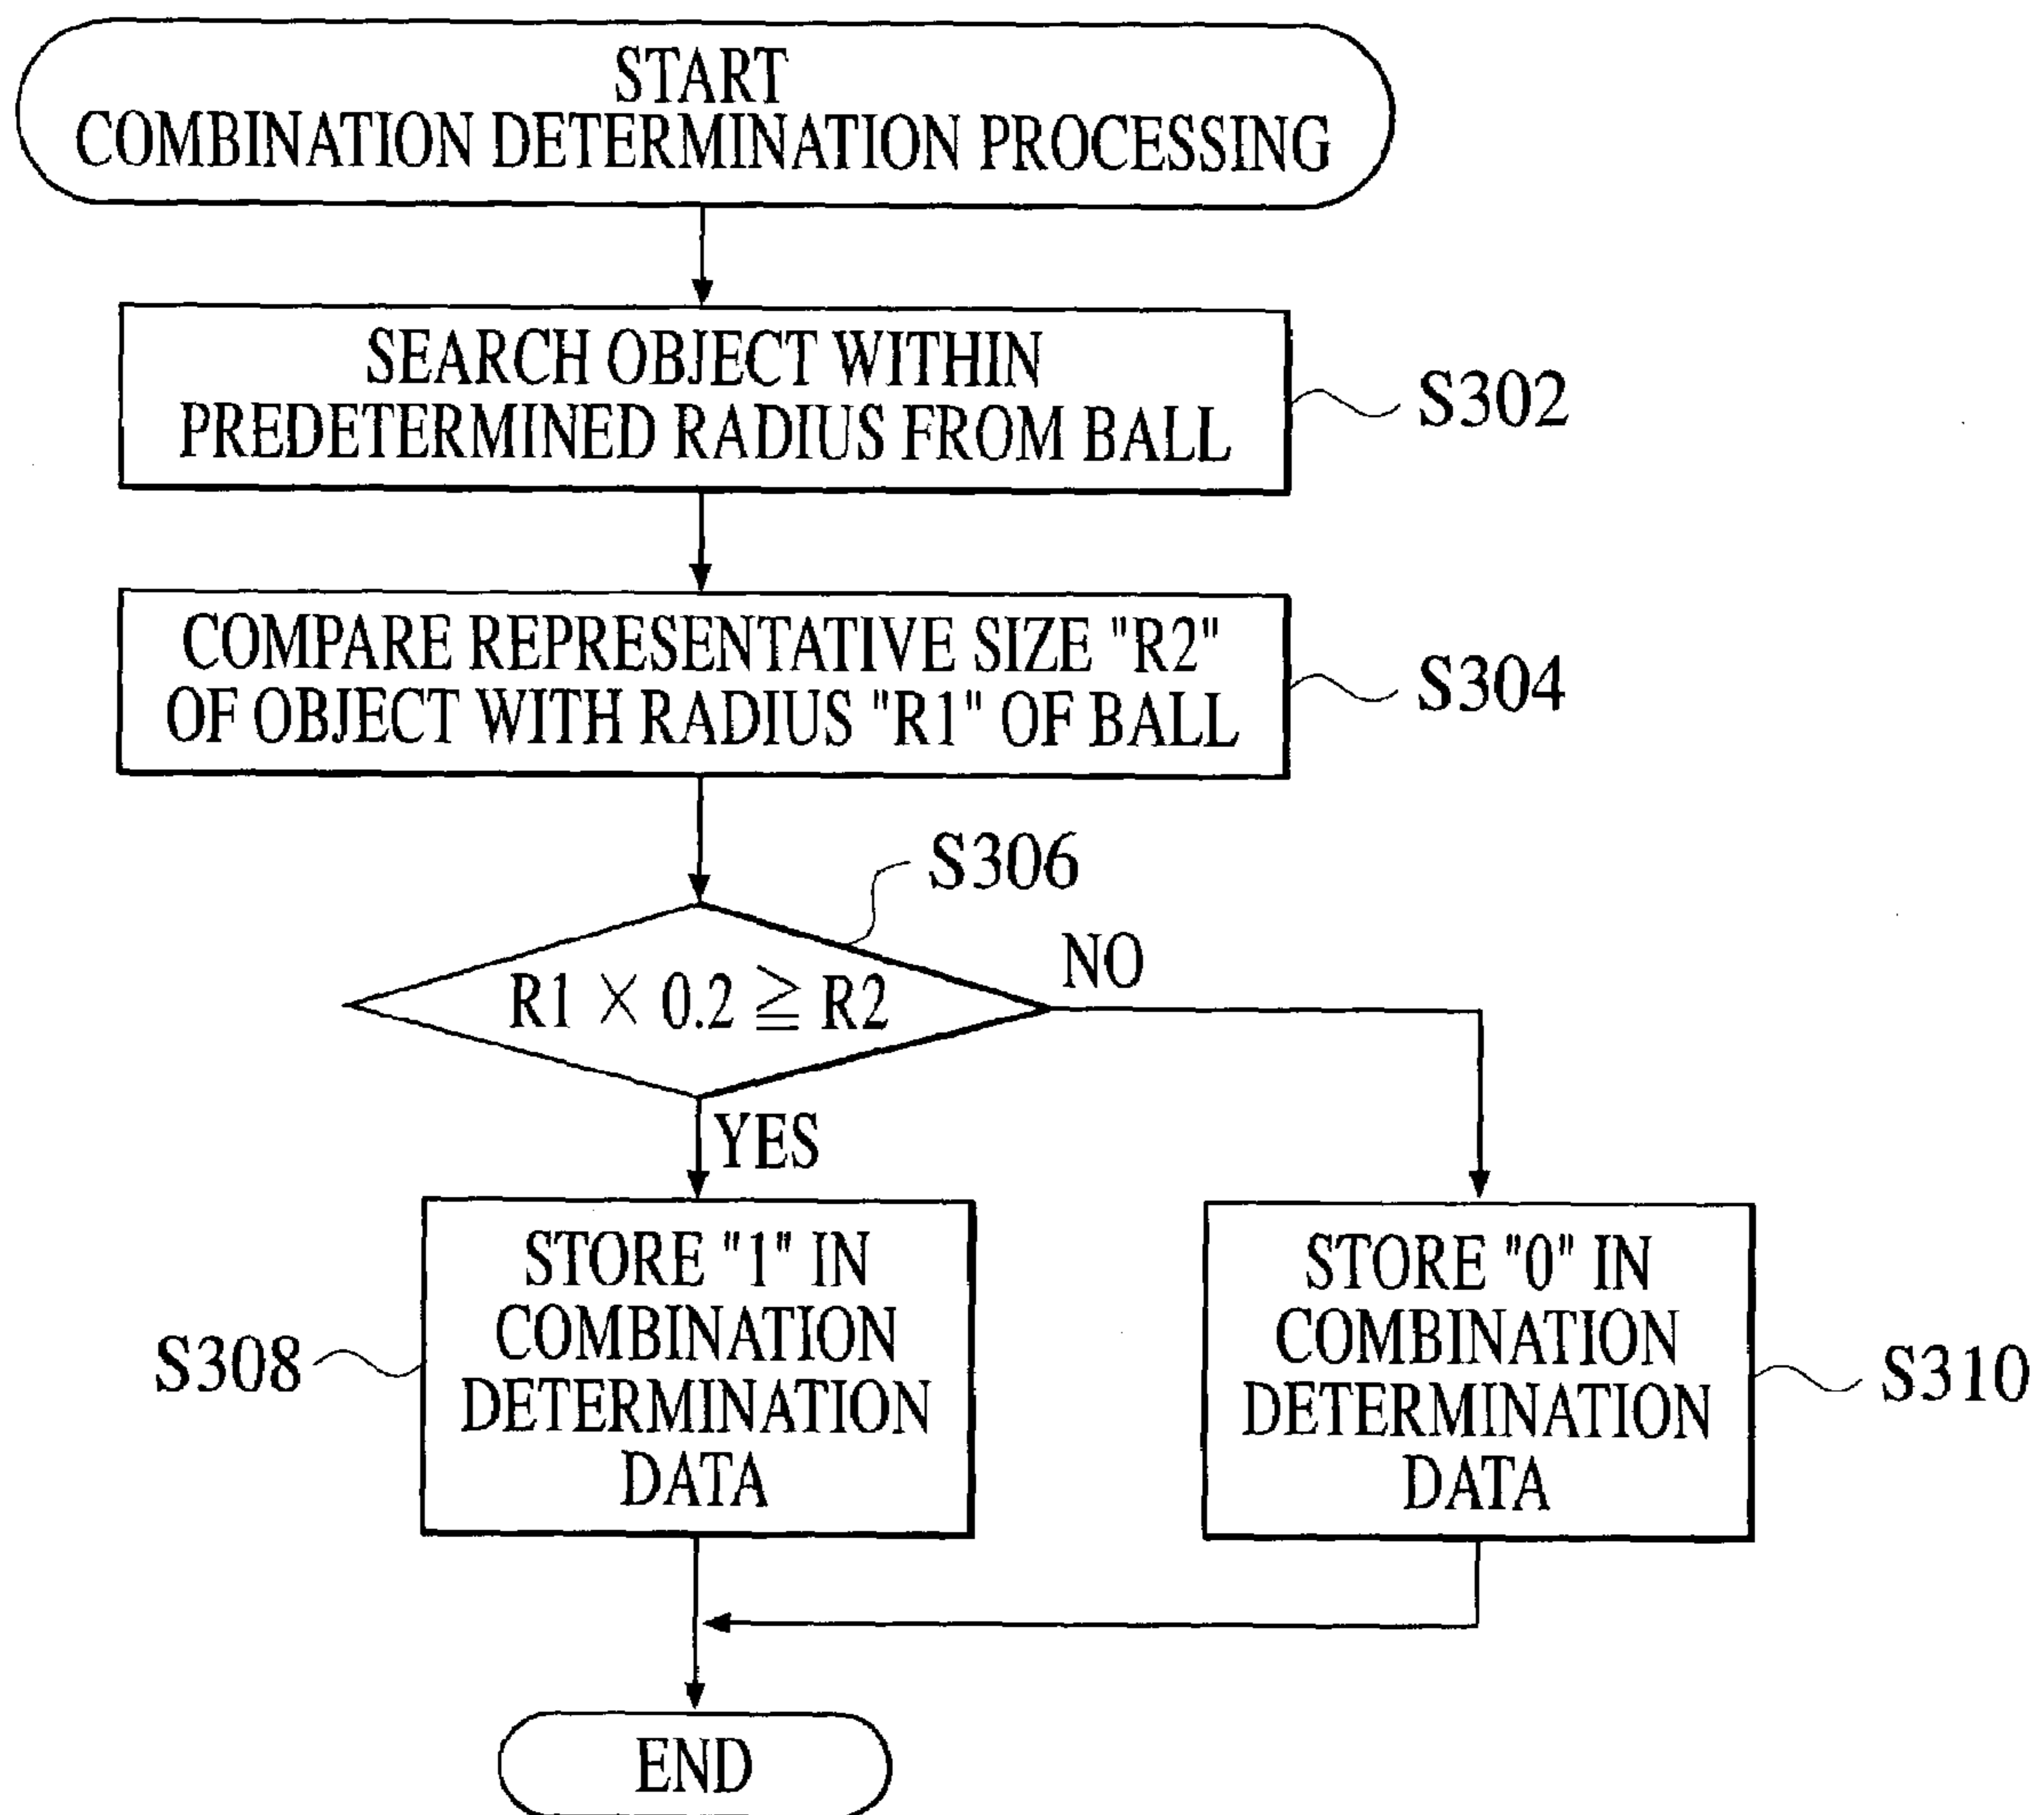 START
COMBINATION DETERMINATION PROCESSING
SEARCH OBJECT WITHIN
PREDETERMINED RADIUS FROM BALL
S302
COMPARE REPRESENTATIVE SIZE "R2"
OF OBJECT WITH RADIUS "R1" OF BALL
S304
S306
R1 × 0.2 ≧ R2
NO
YES
STORE "1" IN
COMBINATION
DETERMINATION
DATA
S308
STORE "0" IN
COMBINATION
DETERMINATION
DATA
S310
END